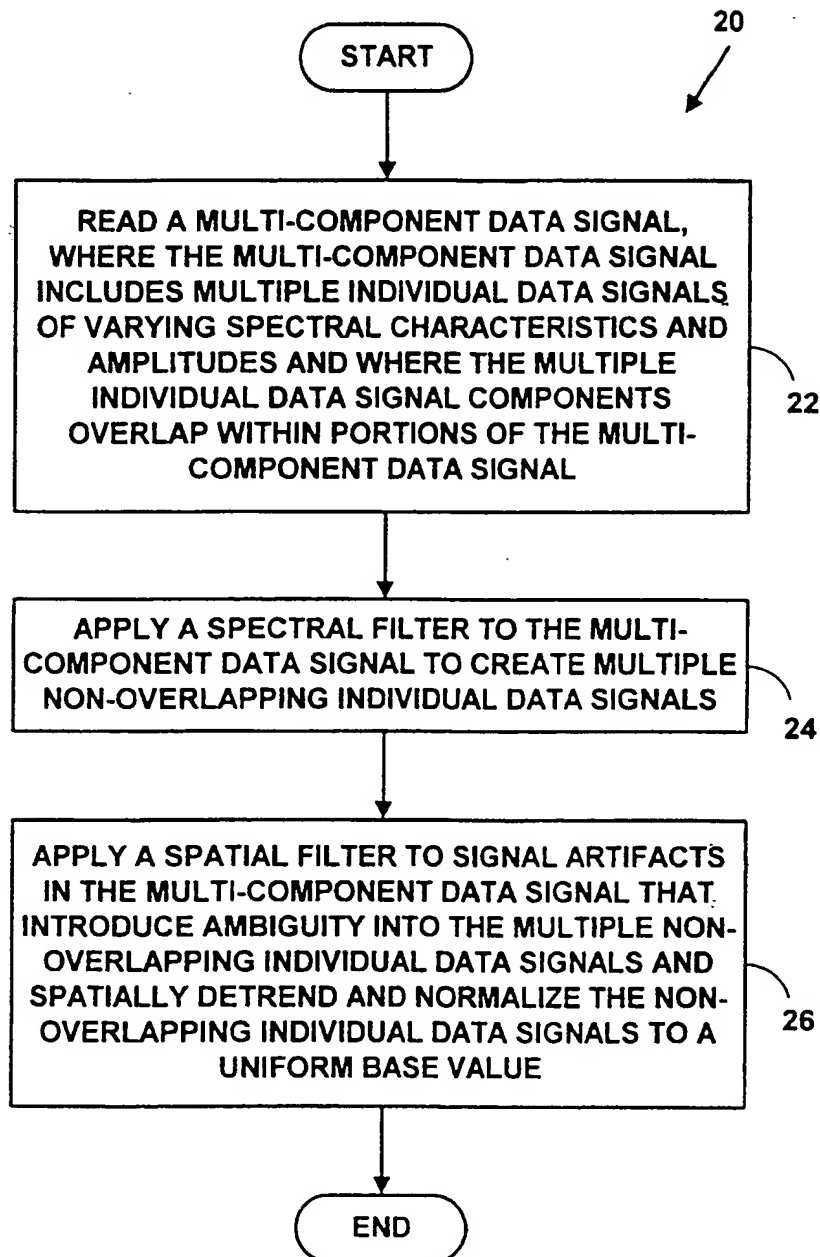 20
START
READ A MULTI-COMPONENT DATA SIGNAL,
WHERE THE MULTI-COMPONENT DATA SIGNAL
INCLUDES MULTIPLE INDIVIDUAL DATA SIGNALS
OF VARYING SPECTRAL CHARACTERISTICS AND
AMPLITUDES AND WHERE THE MULTIPLE
INDIVIDUAL DATA SIGNAL COMPONENTS
OVERLAP WITHIN PORTIONS OF THE MULTI-
COMPONENT DATA SIGNAL
22
APPLY A SPECTRAL FILTER TO THE MULTI-
COMPONENT DATA SIGNAL TO CREATE MULTIPLE
NON-OVERLAPPING INDIVIDUAL DATA SIGNALS
24
APPLY A SPATIAL FILTER TO SIGNAL ARTIFACTS
IN THE MULTI-COMPONENT DATA SIGNAL THAT
INTRODUCE AMBIGUITY INTO THE MULTIPLE NON-
OVERLAPPING INDIVIDUAL DATA SIGNALS AND
SPATIALLY DETREND AND NORMALIZE THE NON-
OVERLAPPING INDIVIDUAL DATA SIGNALS TO A
UNIFORM BASE VALUE
26
END